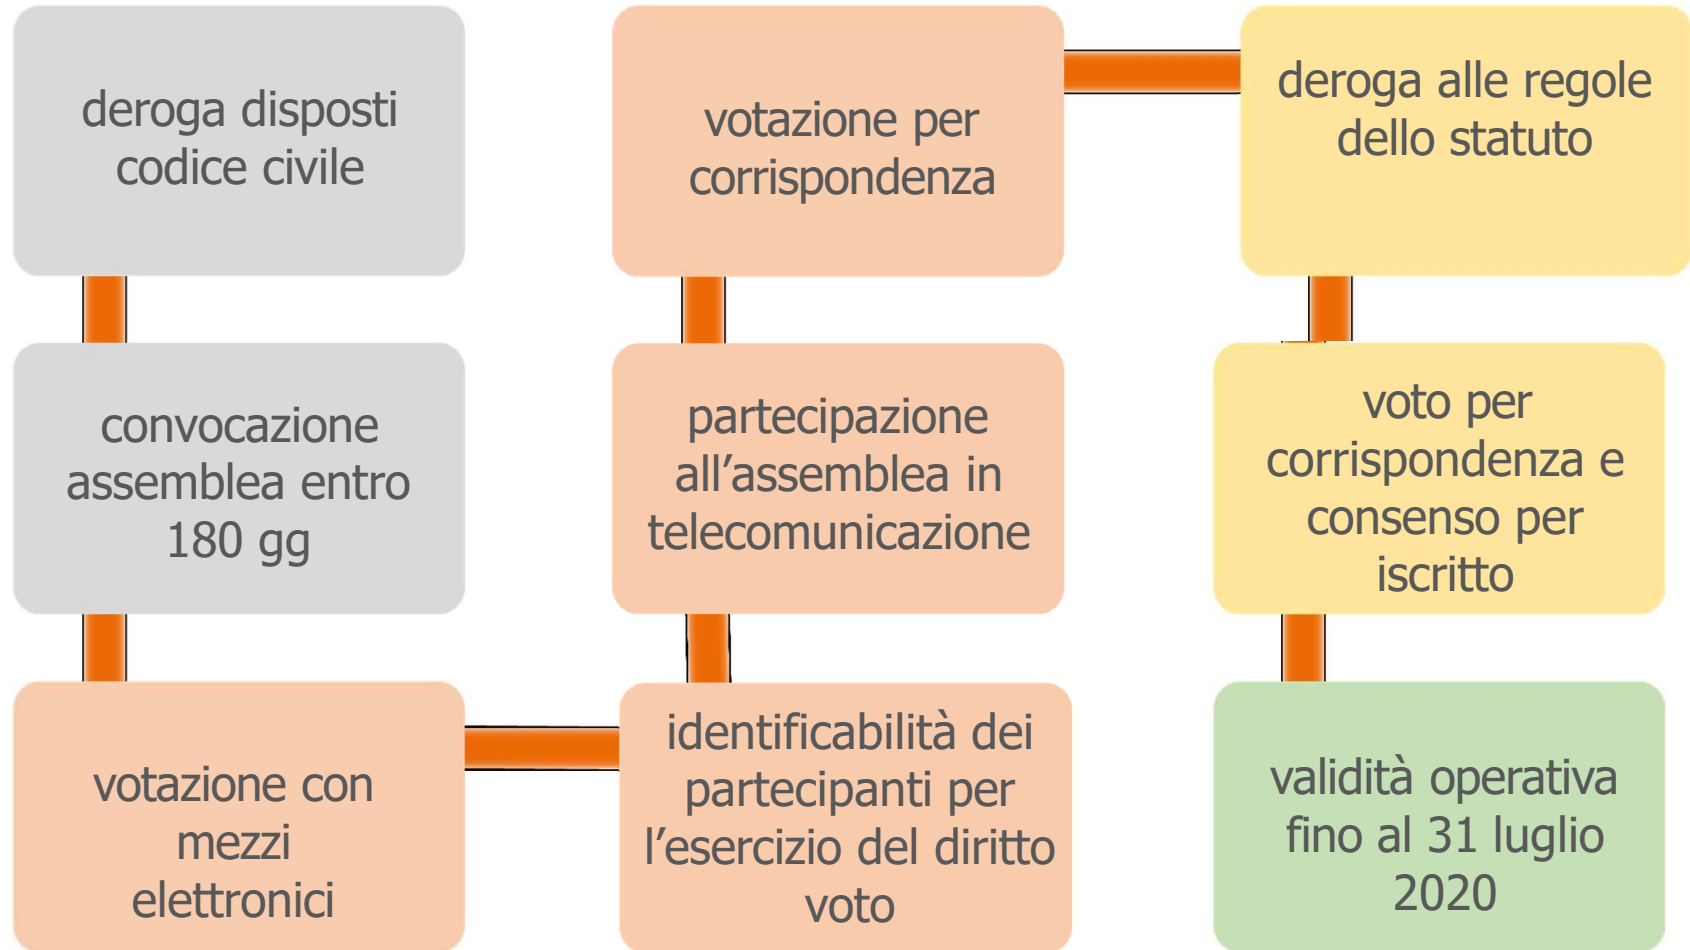 deroga disposti
codice civile
convocazione
assemblea entro
180 gg
votazione con
mezzi
elettronici
identificabilità dei
partecipanti per
l’esercizio del diritto
voto
partecipazione
all’assemblea in
telecomunicazione
votazione per
corrispondenza
deroga alle regole
dello statuto
voto per
corrispondenza e
consenso per
iscritto
validità operativa
fino al 31 luglio
2020